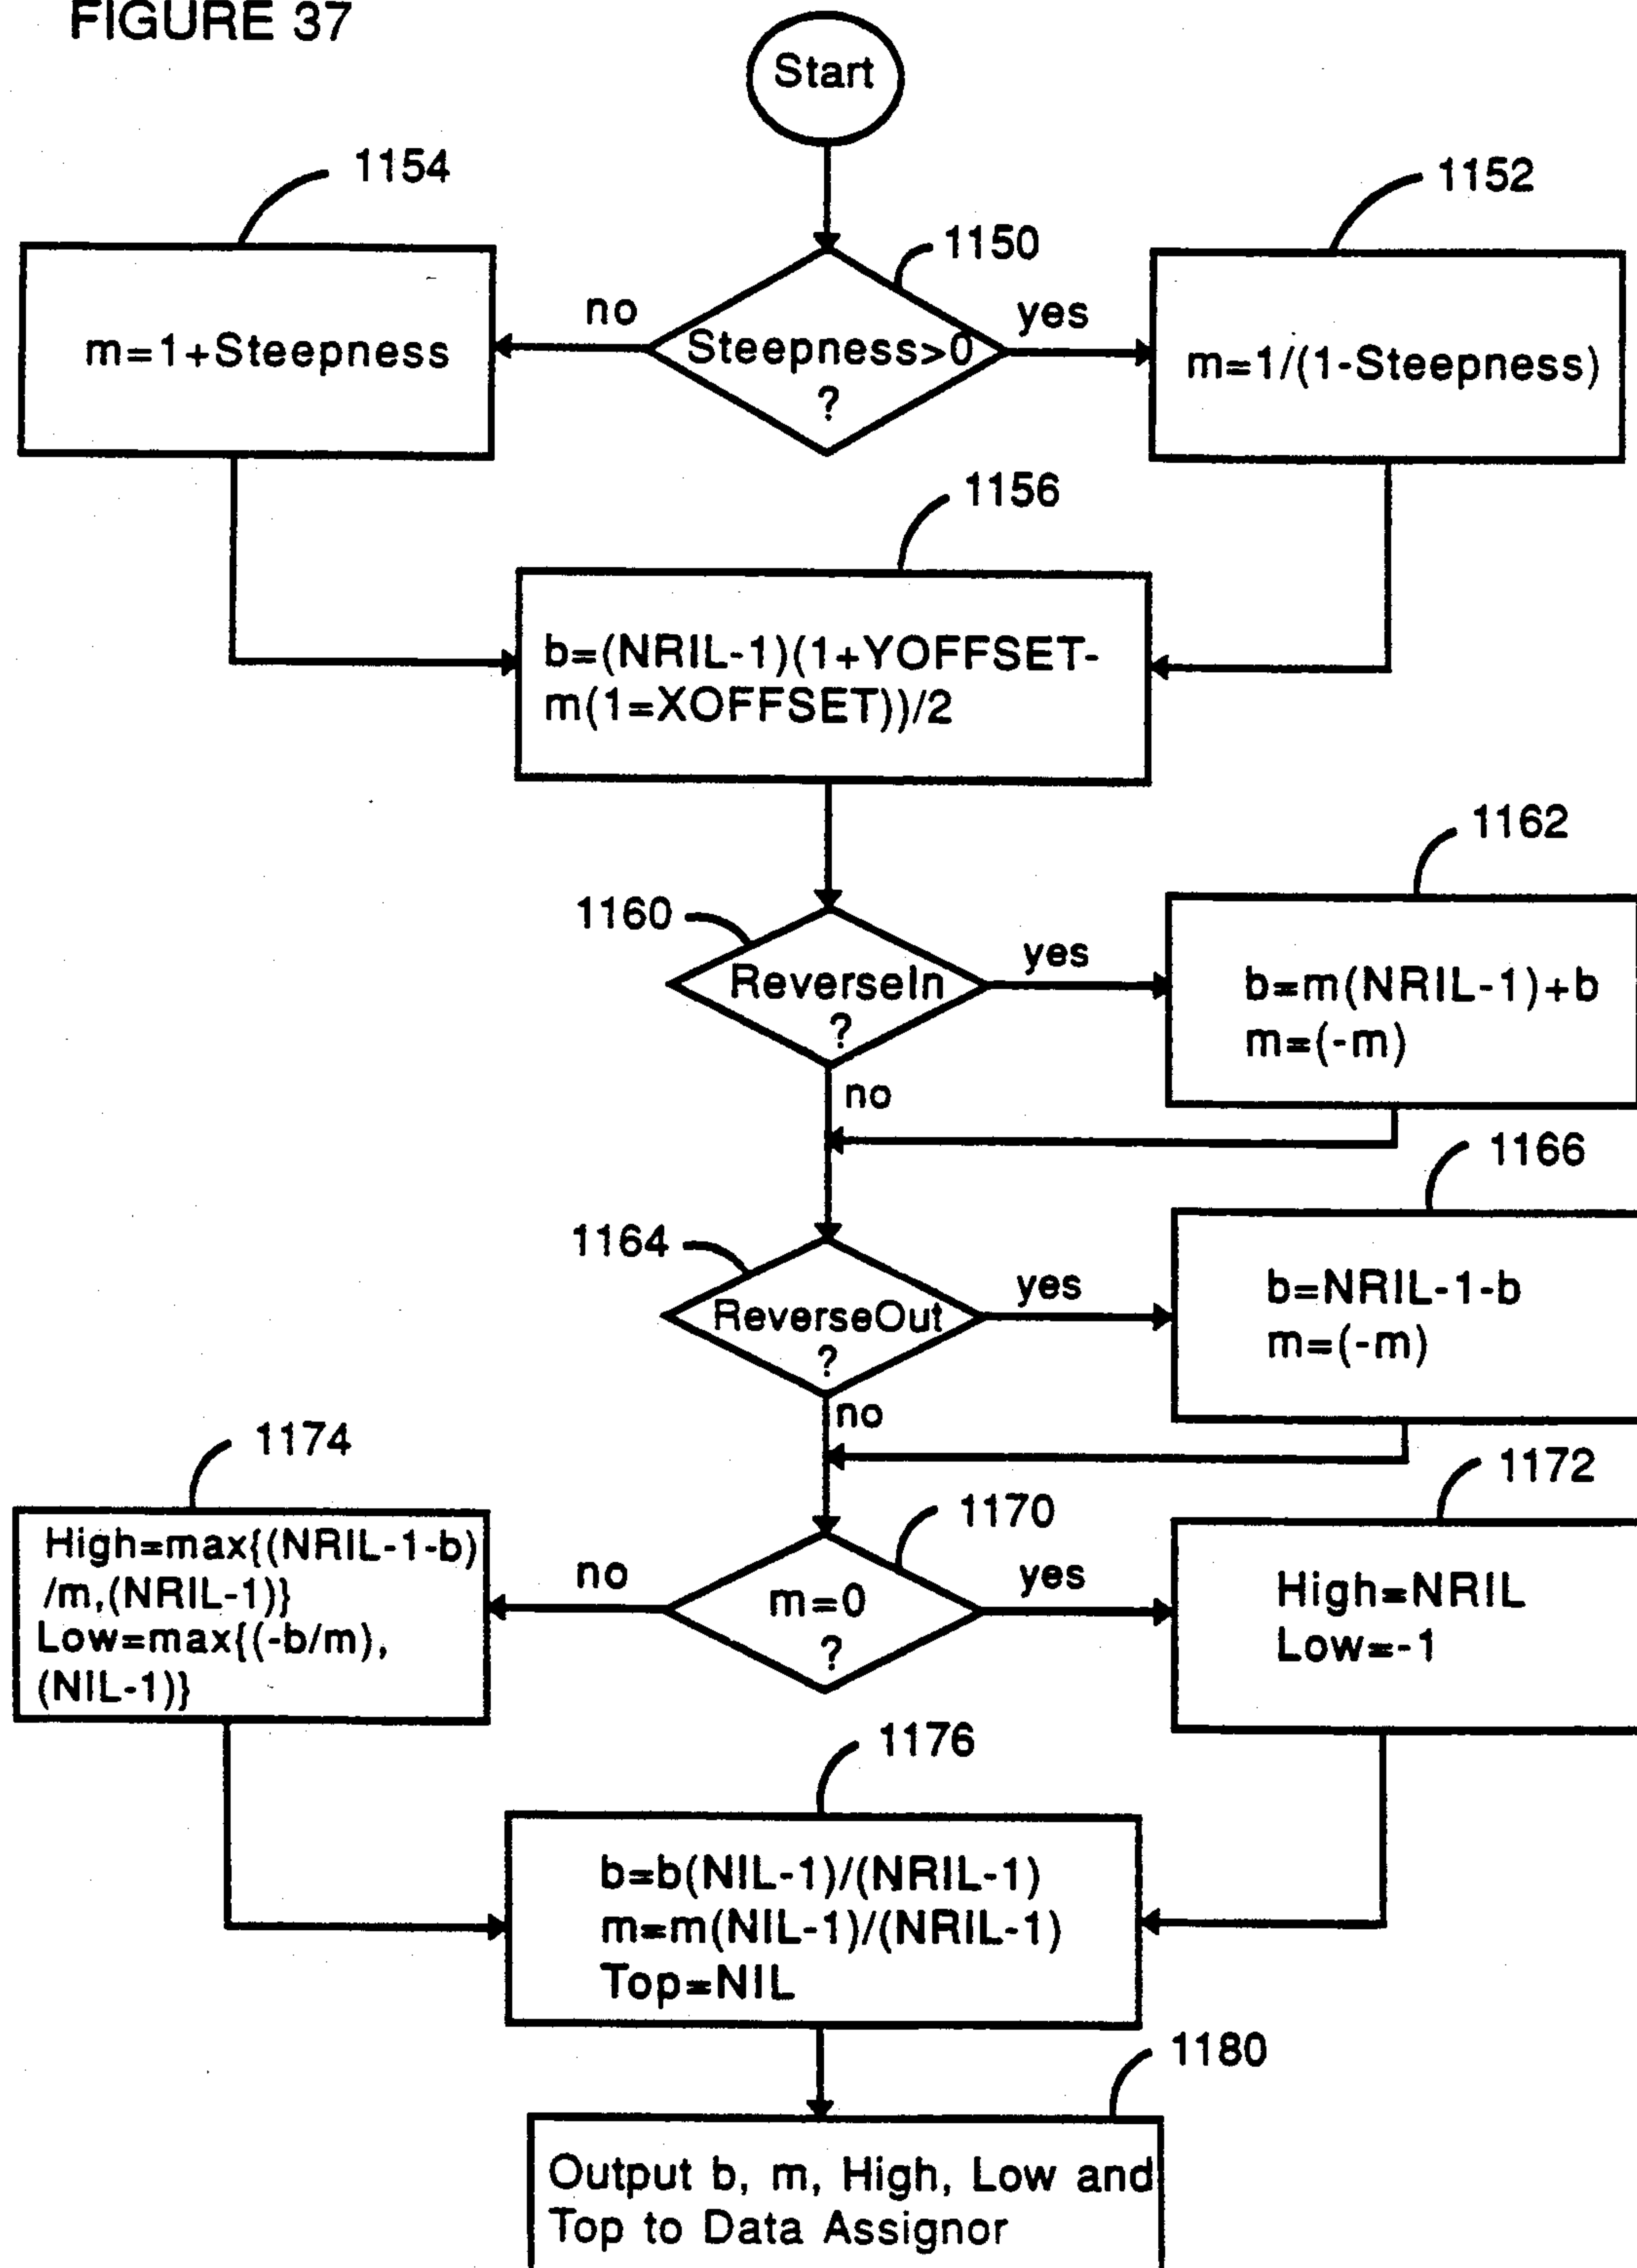 FIGURE 37
Start
1154
1152
1150
no
yes
m=1+Steepness
Steepness>0
?
m=1/(1-Steepness)
1156
b=(NRIL-1)(1+YOFFSET-
m(1=XOFFSET))/2
1162
1160
yes
ReverseIn
?
b=m(NRIL-1)+b
m=(-m)
no
1166
1164
yes
ReverseOut
?
b=NRIL-1-b
m=(-m)
no
1174
1172
1170
High=max{(NRIL-1-b)
/m,(NRIL-1)}
Low=max{(-b/m),
(NIL-1)}
no
m=0
?
yes
High=NRIL
Low=-1
1176
b=b(NIL-1)/(NRIL-1)
m=m(NIL-1)/(NRIL-1)
Top=NIL
1180
Output b, m, High, Low and
Top to Data Assignor